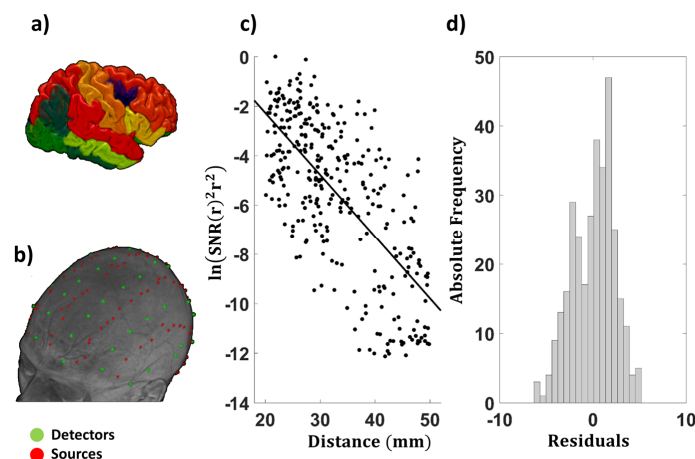 a)
b)
Detectors
Sources
c)
ln(SNR(r)²r²)
0
-2
-4
-6
-8
-10
-12
-14
20
30
40
50
Distance (mm)
d)
Absolute Frequency
50
40
30
20
10
0
-10
0
10
Residuals